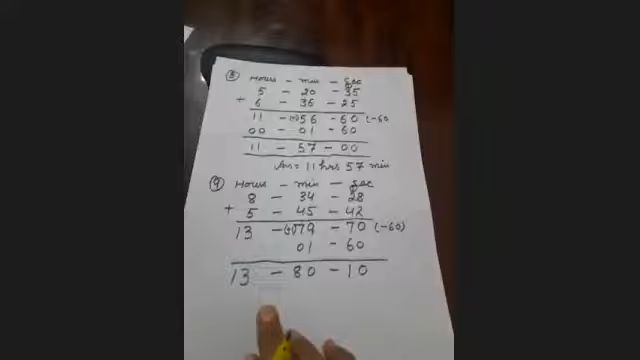 ⑧ Hours - min - Sec
5 - 20 - 35
+ 6 - 36 - 25
11 - (+)56 - 60 (-60
00 - 01 - 60
11 - 57 - 00
Ans = 11 hrs 57 min
⑨ Hours - min - Sec
8 - 34 - 28
+ 5 - 45 - 42
13 - (+)79 - 70 (-60)
01 - 60
13 - 80 - 10